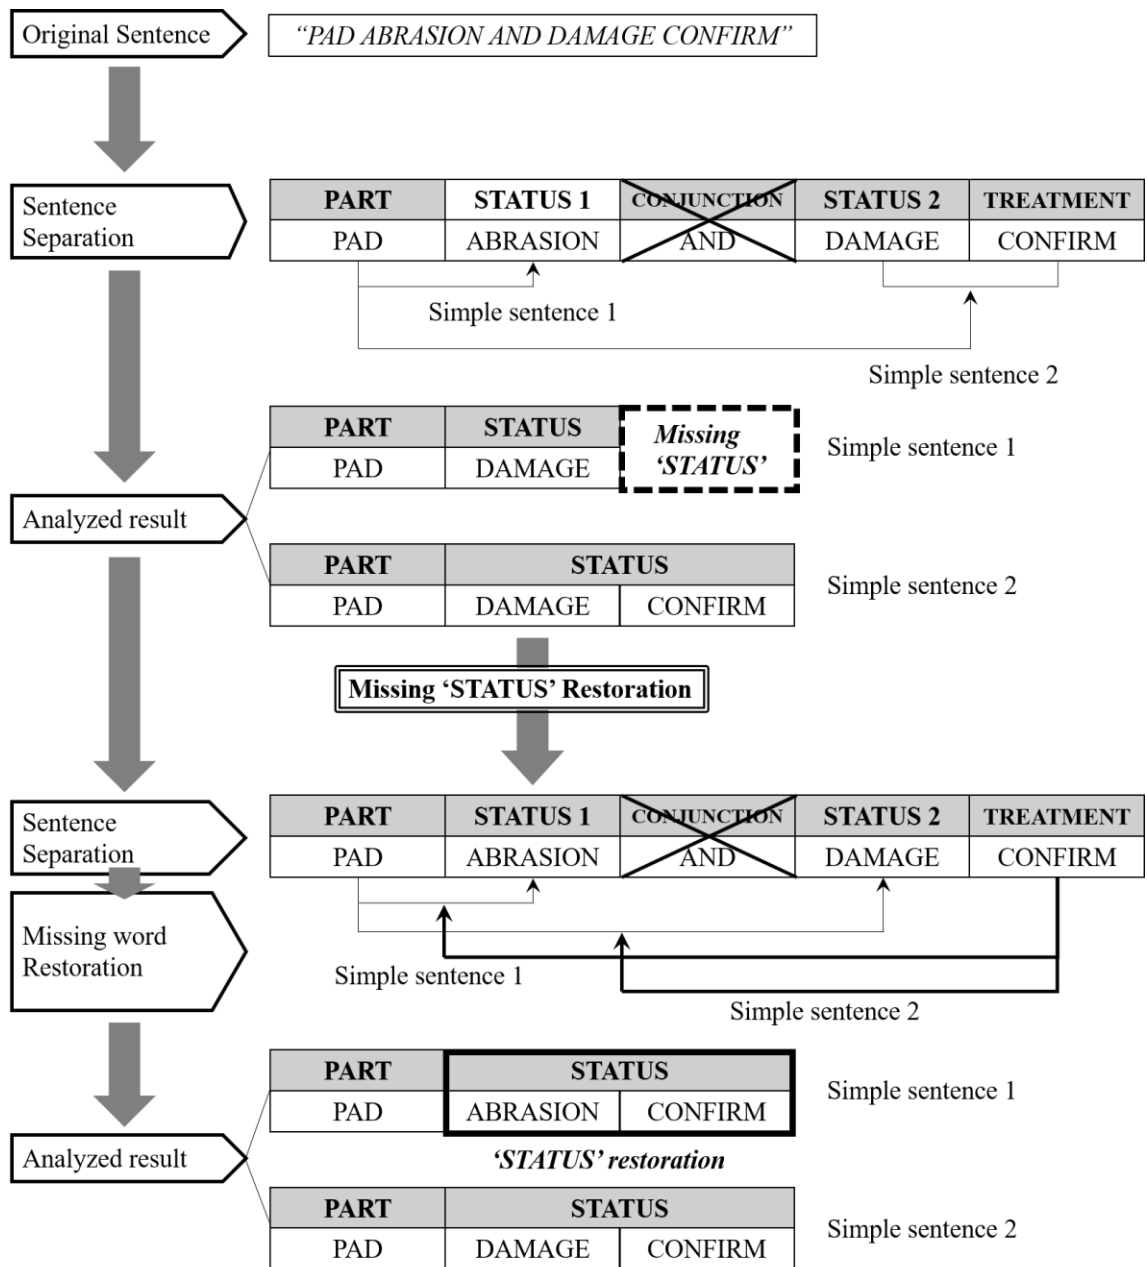 Original Sentence
“PAD ABRASION AND DAMAGE CONFIRM”
Sentence
Separation
PART STATUS 1 CONJUNCTION STATUS 2 TREATMENT
PAD ABRASION AND DAMAGE CONFIRM
Simple sentence 1
Simple sentence 2
Analyzed result
PART STATUS
PAD DAMAGE
Missing
‘STATUS’
Simple sentence 1
PART STATUS
PAD DAMAGE CONFIRM
Simple sentence 2
Missing ‘STATUS’ Restoration
Sentence
Separation
PART STATUS 1 CONJUNCTION STATUS 2 TREATMENT
PAD ABRASION AND DAMAGE CONFIRM
Missing word
Restoration
Simple sentence 1
Simple sentence 2
Analyzed result
PART STATUS
PAD ABRASION CONFIRM
Simple sentence 1
‘STATUS’ restoration
PART STATUS
PAD DAMAGE CONFIRM
Simple sentence 2